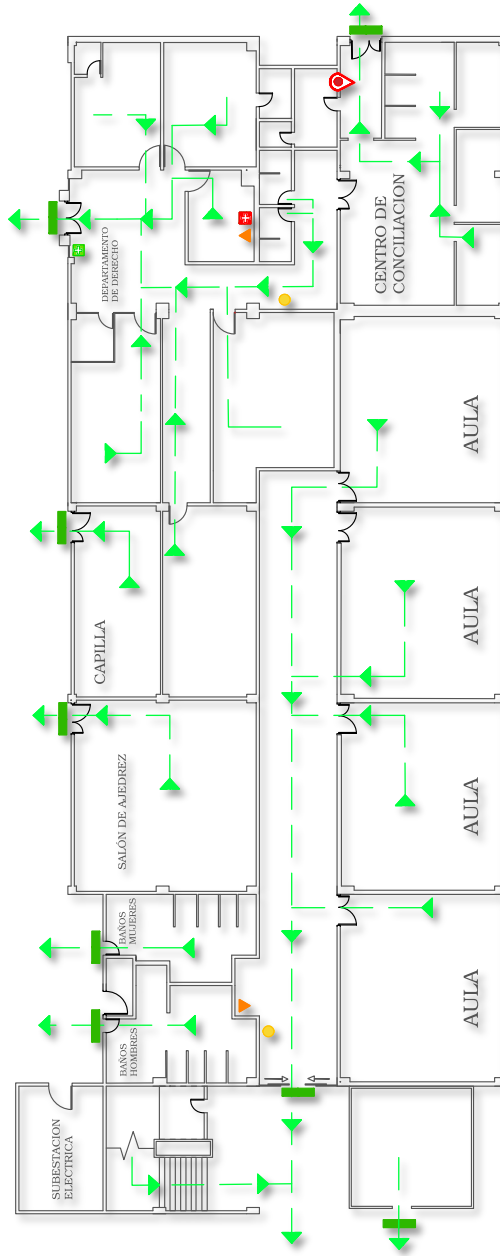 CENTRO DE
CONCILIACION
DEPARTAMENTO
DE DERECHO
AULA
CAPILLA
AULA
SALÓN DE AJEDREZ
AULA
BAÑOS
MUJERES
BAÑOS
HOMBRES
AULA
SUBESTACION
ELECTRICA